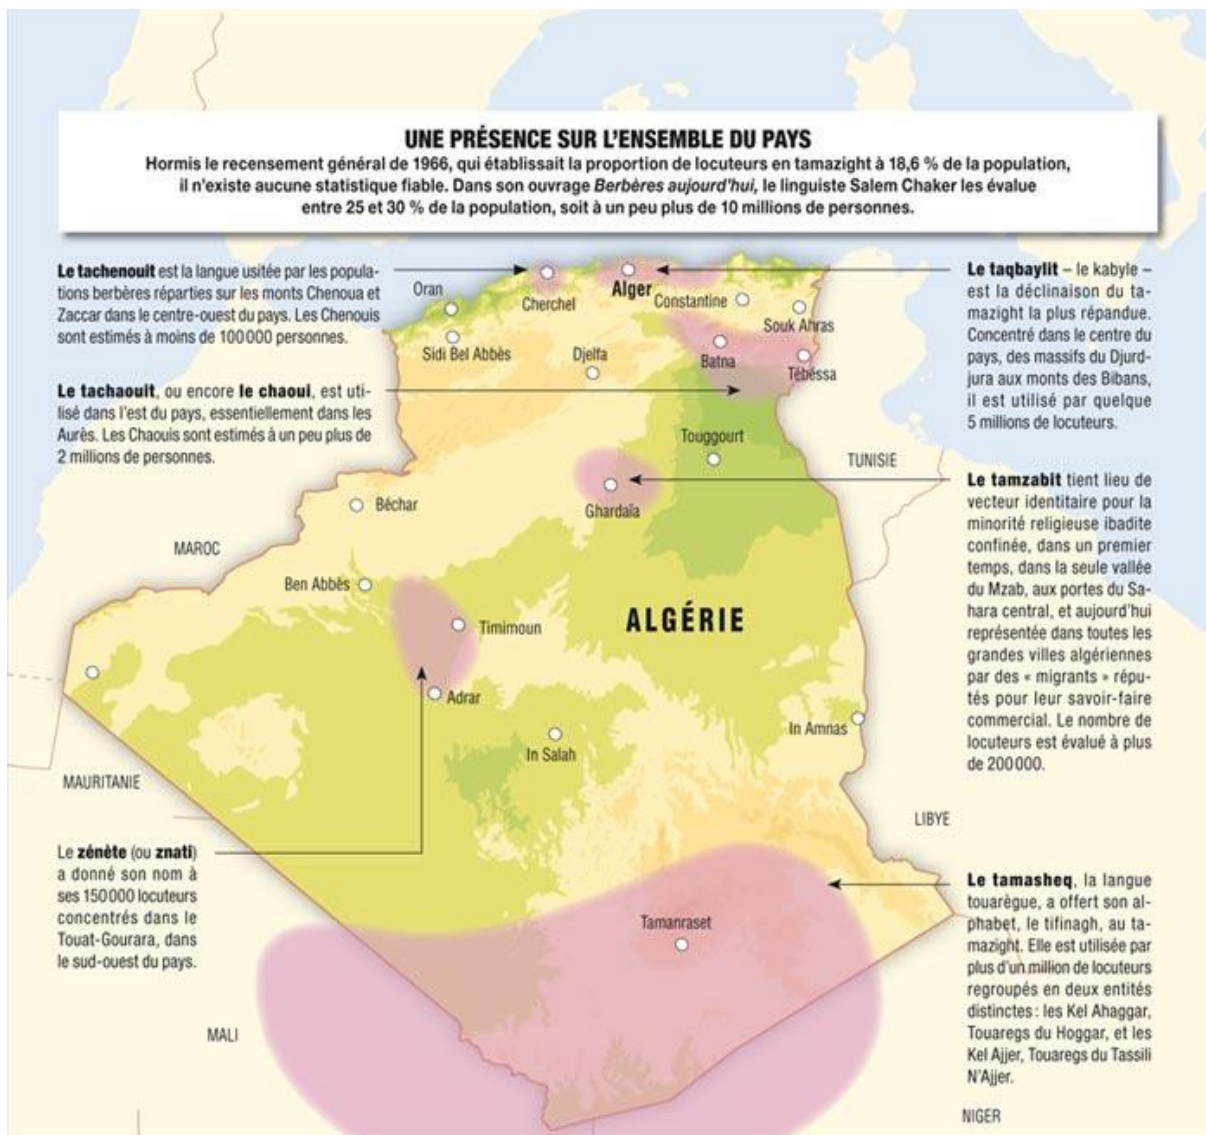 UNE PRÉSENCE SUR L'ENSEMBLE DU PAYS
Hormis le recensement général de 1966, qui établissait la proportion de locuteurs en tamazight à 18,6 % de la population,
il n'existe aucune statistique fiable. Dans son ouvrage Berbères aujourd'hui, le linguiste Salem Chaker les évalue
entre 25 et 30 % de la population, soit à un peu plus de 10 millions de personnes.
Le tachenouit est la langue usitée par les popula-
tions berbères réparties sur les monts Chenoua et
Zaccar dans le centre-ouest du pays. Les Chenouis
sont estimés à moins de 100 000 personnes.
Le tachaouit, ou encore le chaoui, est uti-
lisé dans l'est du pays, essentiellement dans les
Aurès. Les Chaouis sont estimés à un peu plus de
2 millions de personnes.
Le zénète (ou znati)
a donné son nom à
ses 150 000 locuteurs
concentrés dans le
Touat-Gourara, dans
le sud-ouest du pays.
Oran
Cherchel
Alger
Constantine
Souk Ahras
Sidi Bel Abbès
Djelfa
Batna
Tébéssa
Touggourt
TUNISIE
Ghardaïa
Béchar
MAROC
Ben Abbès
Timimoun
ALGÉRIE
Adrar
In Salah
In Amnas
MAURITANIE
LIBYE
Tamanraset
MALI
NIGER
Le taqbaylit – le kabyle –
est la déclinaison du ta-
mazight la plus répandue.
Concentré dans le centre du
pays, des massifs du Djurd-
jura aux monts des Bibans,
il est utilisé par quelque
5 millions de locuteurs.
Le tamzabit tient lieu de
vecteur identitaire pour la
minorité religieuse ibadite
confinée, dans un premier
temps, dans la seule vallée
du Mzab, aux portes du Sa-
hara central, et aujourd'hui
représentée dans toutes les
grandes villes algériennes
par des « migrants » répu-
tés pour leur savoir-faire
commercial. Le nombre de
locuteurs est évalué à plus
de 200 000.
Le tamasheq, la langue
touarègue, a offert son al-
phabet, le tifinagh, au ta-
mazight. Elle est utilisée par
plus d'un million de locuteurs
regroupés en deux entités
distinctes : les Kel Ahaggar,
Touaregs du Hoggar, et les
Kel Ajjer, Touaregs du Tassili
N'Ajjer.